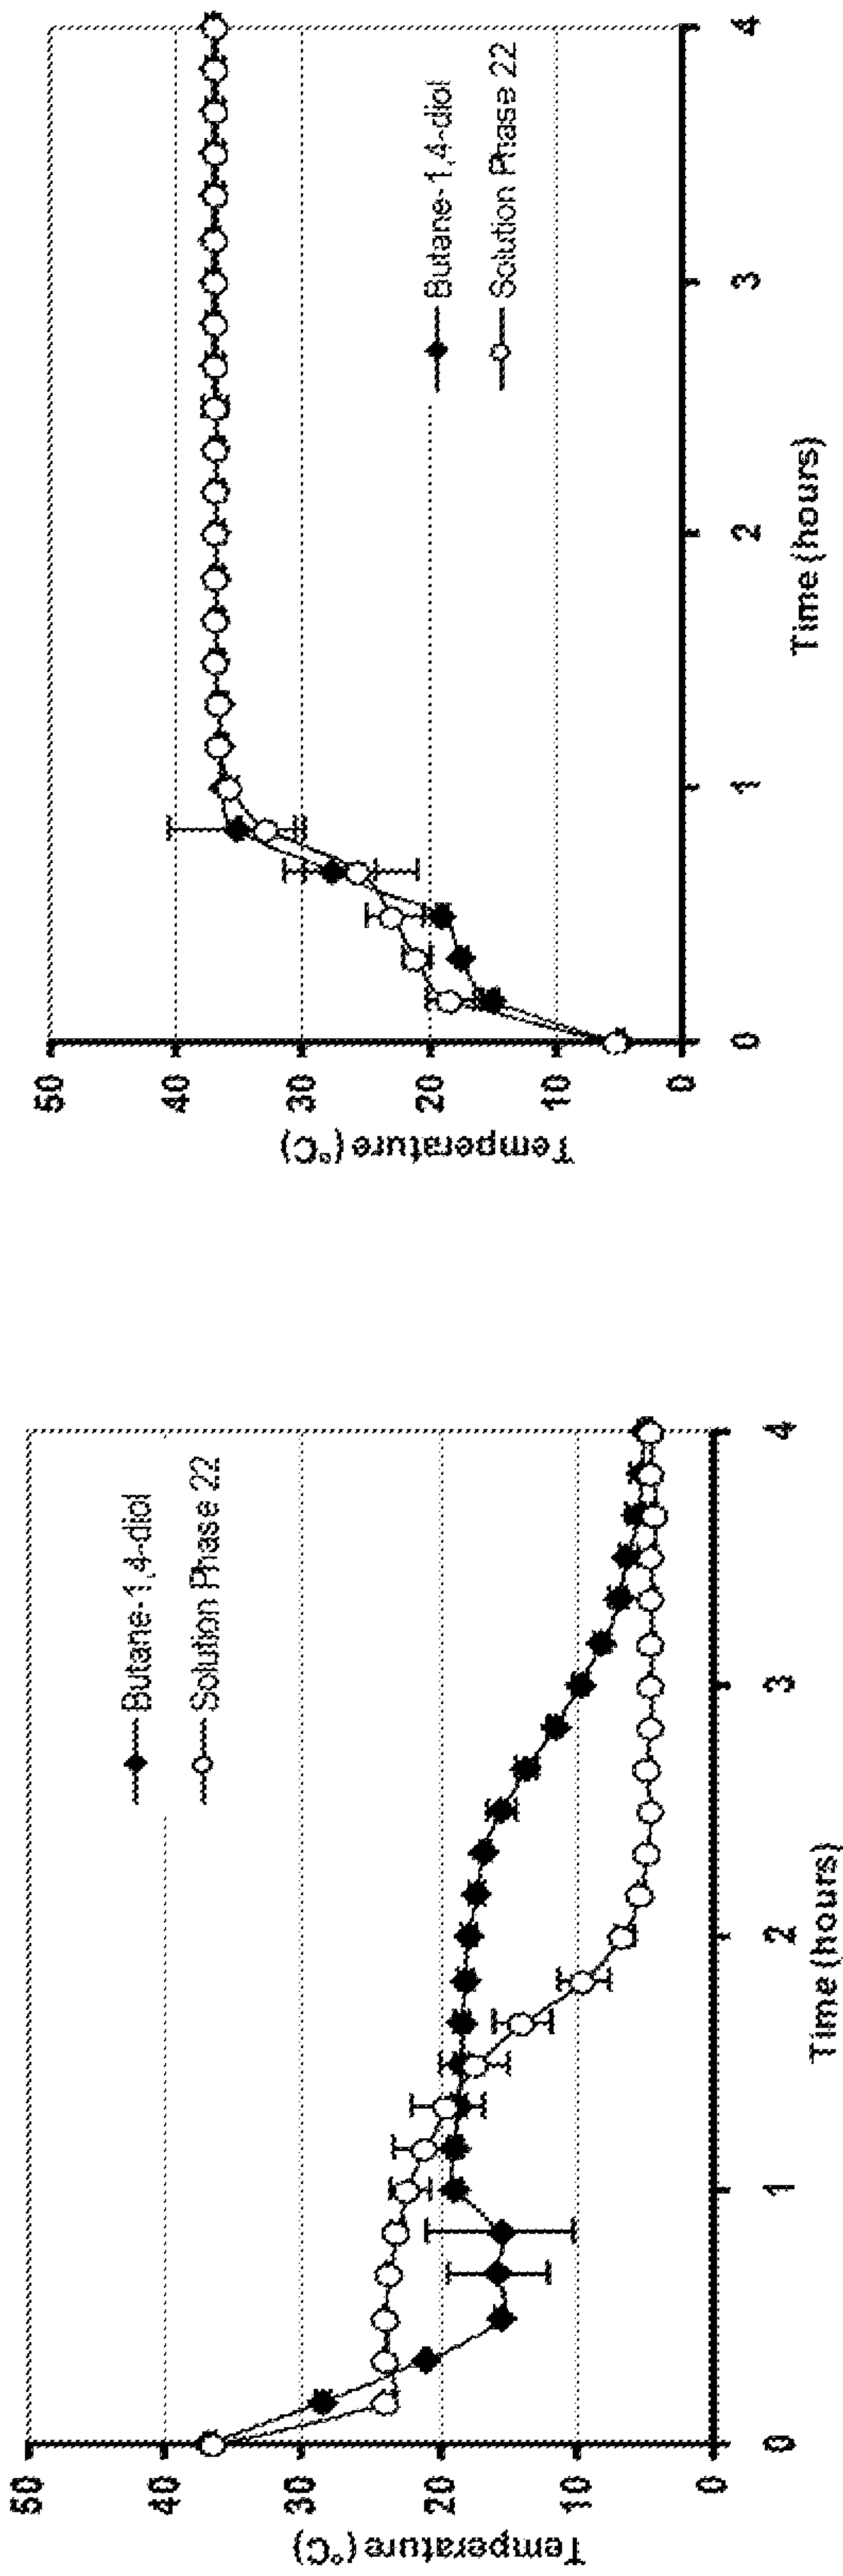 50
40
30
20
10
0
Temperature (°C)
Butane-1,4-diol
Solution Phase 22
0
1
2
3
4
Time (hours)
50
40
30
20
10
0
Temperature (°C)
Butane-1,4-diol
Solution Phase 22
0
1
2
3
4
Time (hours)